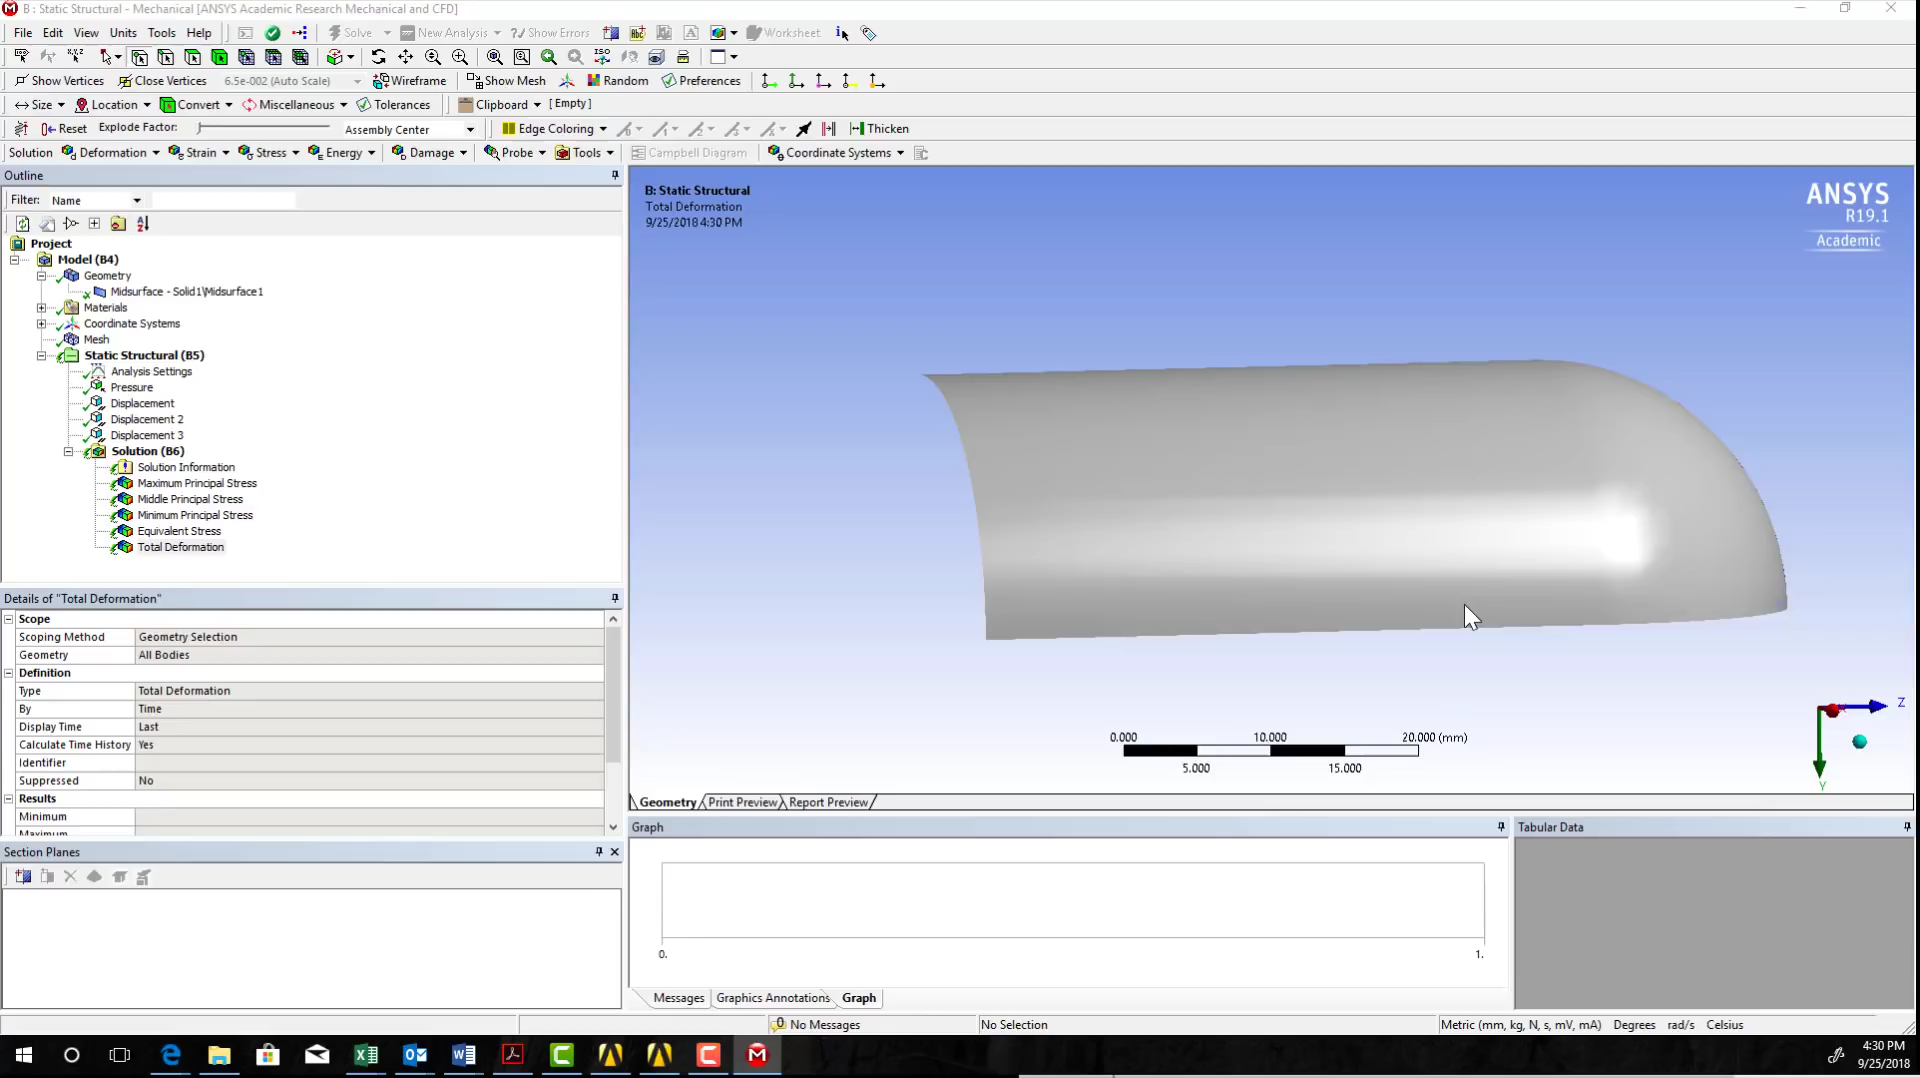 B : Static Structural - Mechanical [ANSYS Academic Research Mechanical and CFD]
File Edit View Units Tools Help Solve New Analysis Show Errors Worksheet
Show Vertices Close Vertices 6.5e-002 (Auto Scale) Wireframe Show Mesh Random Preferences
Size Location Convert Miscellaneous Tolerances Clipboard [Empty]
Reset Explode Factor: Assembly Center Edge Coloring Thicken
Solution Deformation Strain Stress Energy Damage Probe Tools Campbell Diagram Coordinate Systems
Outline
Filter: Name
Project
Model (B4)
Geometry
Midsurface - Solid1\Midsurface1
Materials
Coordinate Systems
Mesh
Static Structural (B5)
Analysis Settings
Pressure
Displacement
Displacement 2
Displacement 3
Solution (B6)
Solution Information
Maximum Principal Stress
Middle Principal Stress
Minimum Principal Stress
Equivalent Stress
Total Deformation
Details of "Total Deformation"
Scope
Scoping Method Geometry Selection
Geometry All Bodies
Definition
Type Total Deformation
By Time
Display Time Last
Calculate Time History Yes
Identifier
Suppressed No
Results
Minimum
Maximum
Section Planes
B: Static Structural
Total Deformation
9/25/2018 4:30 PM
ANSYS
R19.1
Academic
0.000 10.000 20.000 (mm)
5.000 15.000
Z
Y
Geometry Print Preview Report Preview
Graph
0. 1.
Tabular Data
Messages Graphics Annotations Graph
0 No Messages No Selection Metric (mm, kg, N, s, mV, mA) Degrees rad/s Celsius
4:30 PM
9/25/2018